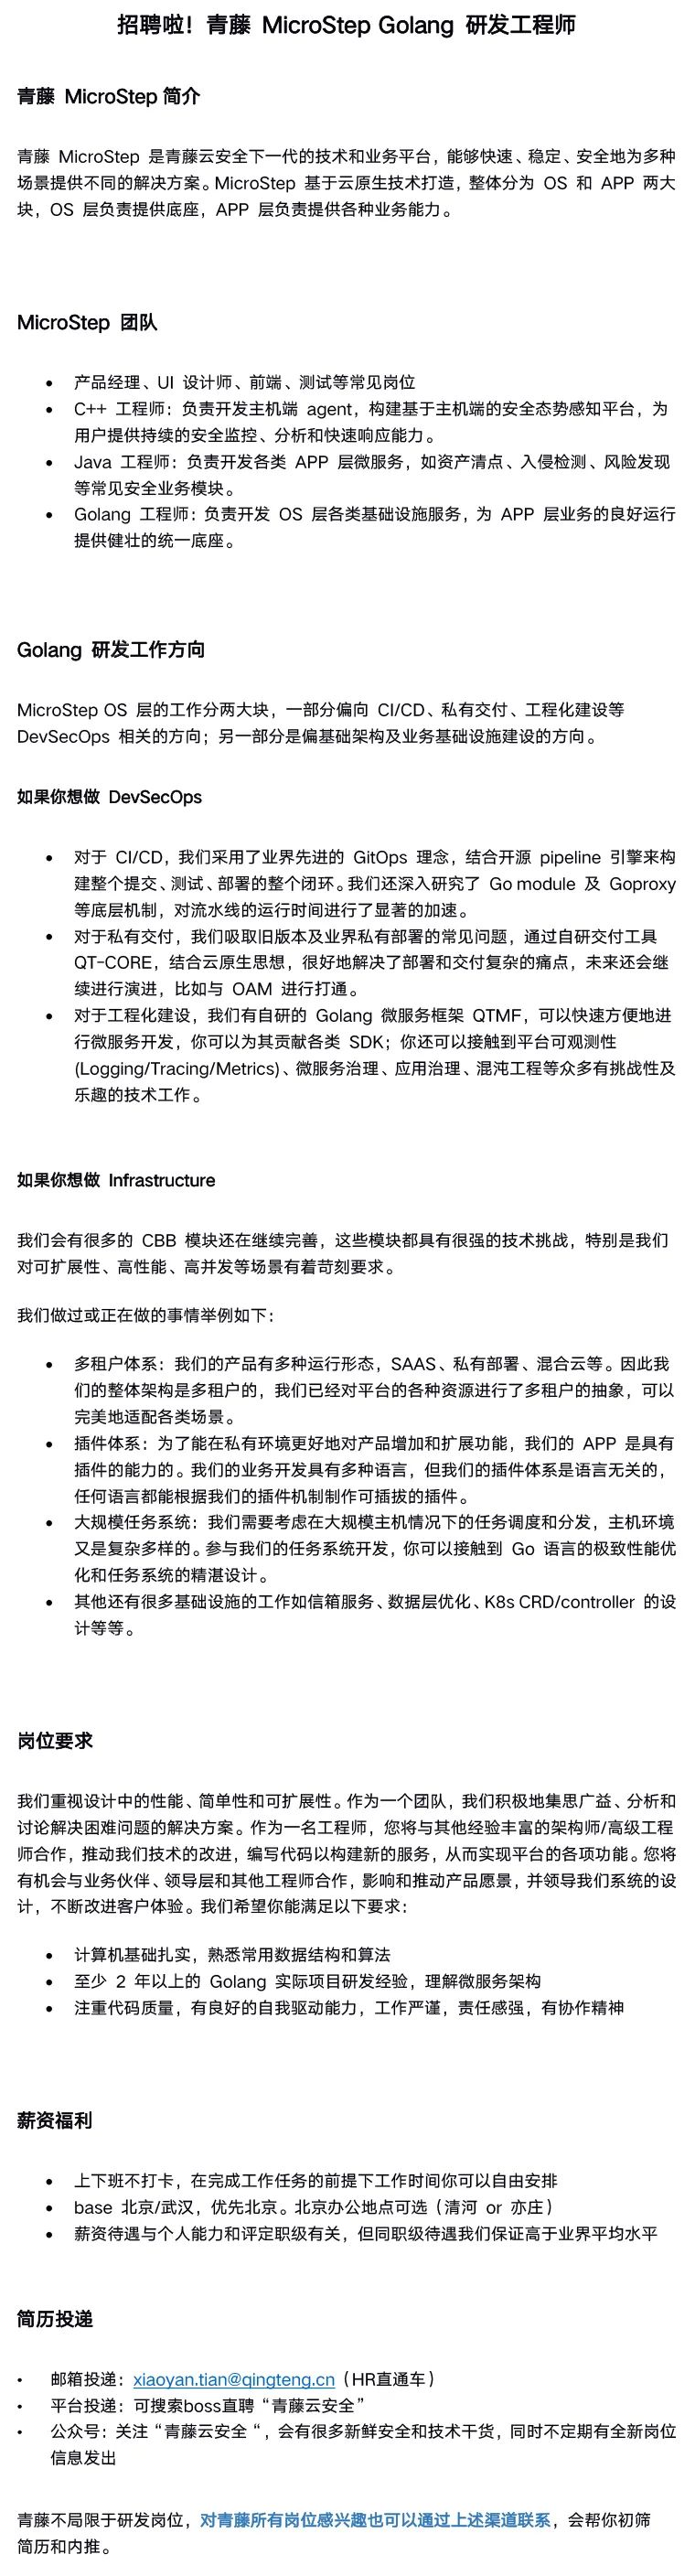 招聘啦！青藤 MicroStep Golang 研发工程师
青藤 MicroStep 简介
青藤 MicroStep 是青藤云安全下一代的技术和业务平台，能够快速、稳定、安全地为多种
场景提供不同的解决方案。MicroStep 基于云原生技术打造，整体分为 OS 和 APP 两大
块，OS 层负责提供底座，APP 层负责提供各种业务能力。
MicroStep 团队
• 产品经理、UI 设计师、前端、测试等常见岗位
• C++ 工程师：负责开发主机端 agent，构建基于主机端的安全态势感知平台，为
用户提供持续的安全监控、分析和快速响应能力。
• Java 工程师：负责开发各类 APP 层微服务，如资产清点、入侵检测、风险发现
等常见安全业务模块。
• Golang 工程师：负责开发 OS 层各类基础设施服务，为 APP 层业务的良好运行
提供健壮的统一底座。
Golang 研发工作方向
MicroStep OS 层的工作分两大块，一部分偏向 CI/CD、私有交付、工程化建设等
DevSecOps 相关的方向；另一部分是偏基础架构及业务基础设施建设的方向。
如果你想做 DevSecOps
• 对于 CI/CD，我们采用了业界先进的 GitOps 理念，结合开源 pipeline 引擎来构
建整个提交、测试、部署的整个闭环。我们还深入研究了 Go module 及 Goproxy
等底层机制，对流水线的运行时间进行了显著的加速。
• 对于私有交付，我们吸取旧版本及业界私有部署的常见问题，通过自研交付工具
QT-CORE，结合云原生思想，很好地解决了部署和交付复杂的痛点，未来还会继
续进行演进，比如与 OAM 进行打通。
• 对于工程化建设，我们有自研的 Golang 微服务框架 QTMF，可以快速方便地进
行微服务开发，你可以为其贡献各类 SDK；你还可以接触到平台可观测性
(Logging/Tracing/Metrics)、微服务治理、应用治理、混沌工程等众多有挑战性及
乐趣的技术工作。
如果你想做 Infrastructure
我们会有很多的 CBB 模块还在继续完善，这些模块都具有很强的技术挑战，特别是我们
对可扩展性、高性能、高并发等场景有着苛刻要求。
我们做过或正在做的事情举例如下：
• 多租户体系：我们的产品有多种运行形态，SAAS、私有部署、混合云等。因此我
们的整体架构是多租户的，我们已经对平台的各种资源进行了多租户的抽象，可以
完美地适配各类场景。
• 插件体系：为了能在私有环境更好地对产品增加和扩展功能，我们的 APP 是具有
插件的能力的。我们的业务开发具有多种语言，但我们的插件体系是语言无关的，
任何语言都能根据我们的插件机制制作可插拔的插件。
• 大规模任务系统：我们需要考虑在大规模主机情况下的任务调度和分发，主机环境
又是复杂多样的。参与我们的任务系统开发，你可以接触到 Go 语言的极致性能优
化和任务系统的精湛设计。
• 其他还有很多基础设施的工作如信箱服务、数据层优化、K8s CRD/controller 的设
计等等。
岗位要求
我们重视设计中的性能、简单性和可扩展性。作为一个团队，我们积极地集思广益、分析和
讨论解决困难问题的解决方案。作为一名工程师，您将与其他经验丰富的架构师/高级工程
师合作，推动我们技术的改进，编写代码以构建新的服务，从而实现平台的各项功能。您将
有机会与业务伙伴、领导层和其他工程师合作，影响和推动产品愿景，并领导我们系统的设
计，不断改进客户体验。我们希望你能满足以下要求：
• 计算机基础扎实，熟悉常用数据结构和算法
• 至少 2 年以上的 Golang 实际项目研发经验，理解微服务架构
• 注重代码质量，有良好的自我驱动能力，工作严谨，责任感强，有协作精神
薪资福利
• 上下班不打卡，在完成工作任务的前提下工作时间你可以自由安排
• base 北京/武汉，优先北京。北京办公地点可选（清河 or 亦庄）
• 薪资待遇与个人能力和评定职级有关，但同职级待遇我们保证高于业界平均水平
简历投递
• 邮箱投递：xiaoyan.tian@qingteng.cn（HR直通车）
• 平台投递：可搜索boss直聘“青藤云安全”
• 公众号：关注“青藤云安全“，会有很多新鲜安全和技术干货，同时不定期有全新岗位
信息发出
青藤不局限于研发岗位，对青藤所有岗位感兴趣也可以通过上述渠道联系，会帮你初筛
简历和内推。